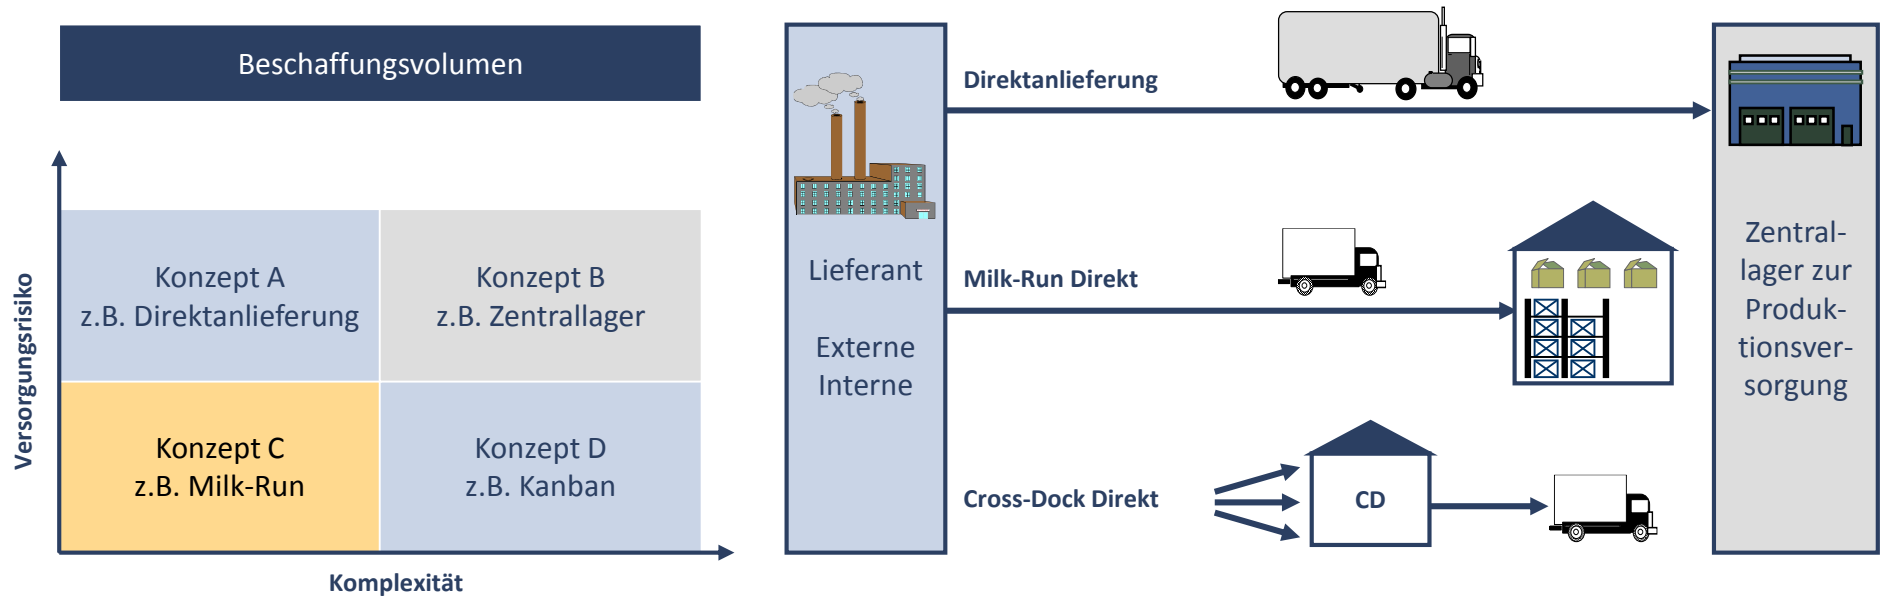 Beschaffungsvolumen
Versorgungsrisiko
Konzept A
z.B. Direktanlieferung
Konzept B
z.B. Zentrallager
Konzept C
z.B. Milk-Run
Konzept D
z.B. Kanban
Komplexität
Lieferant
Externe
Interne
Direktanlieferung
Milk-Run Direkt
Cross-Dock Direkt
CD
Zentral-
lager zur
Produk-
tionsver-
sorgung